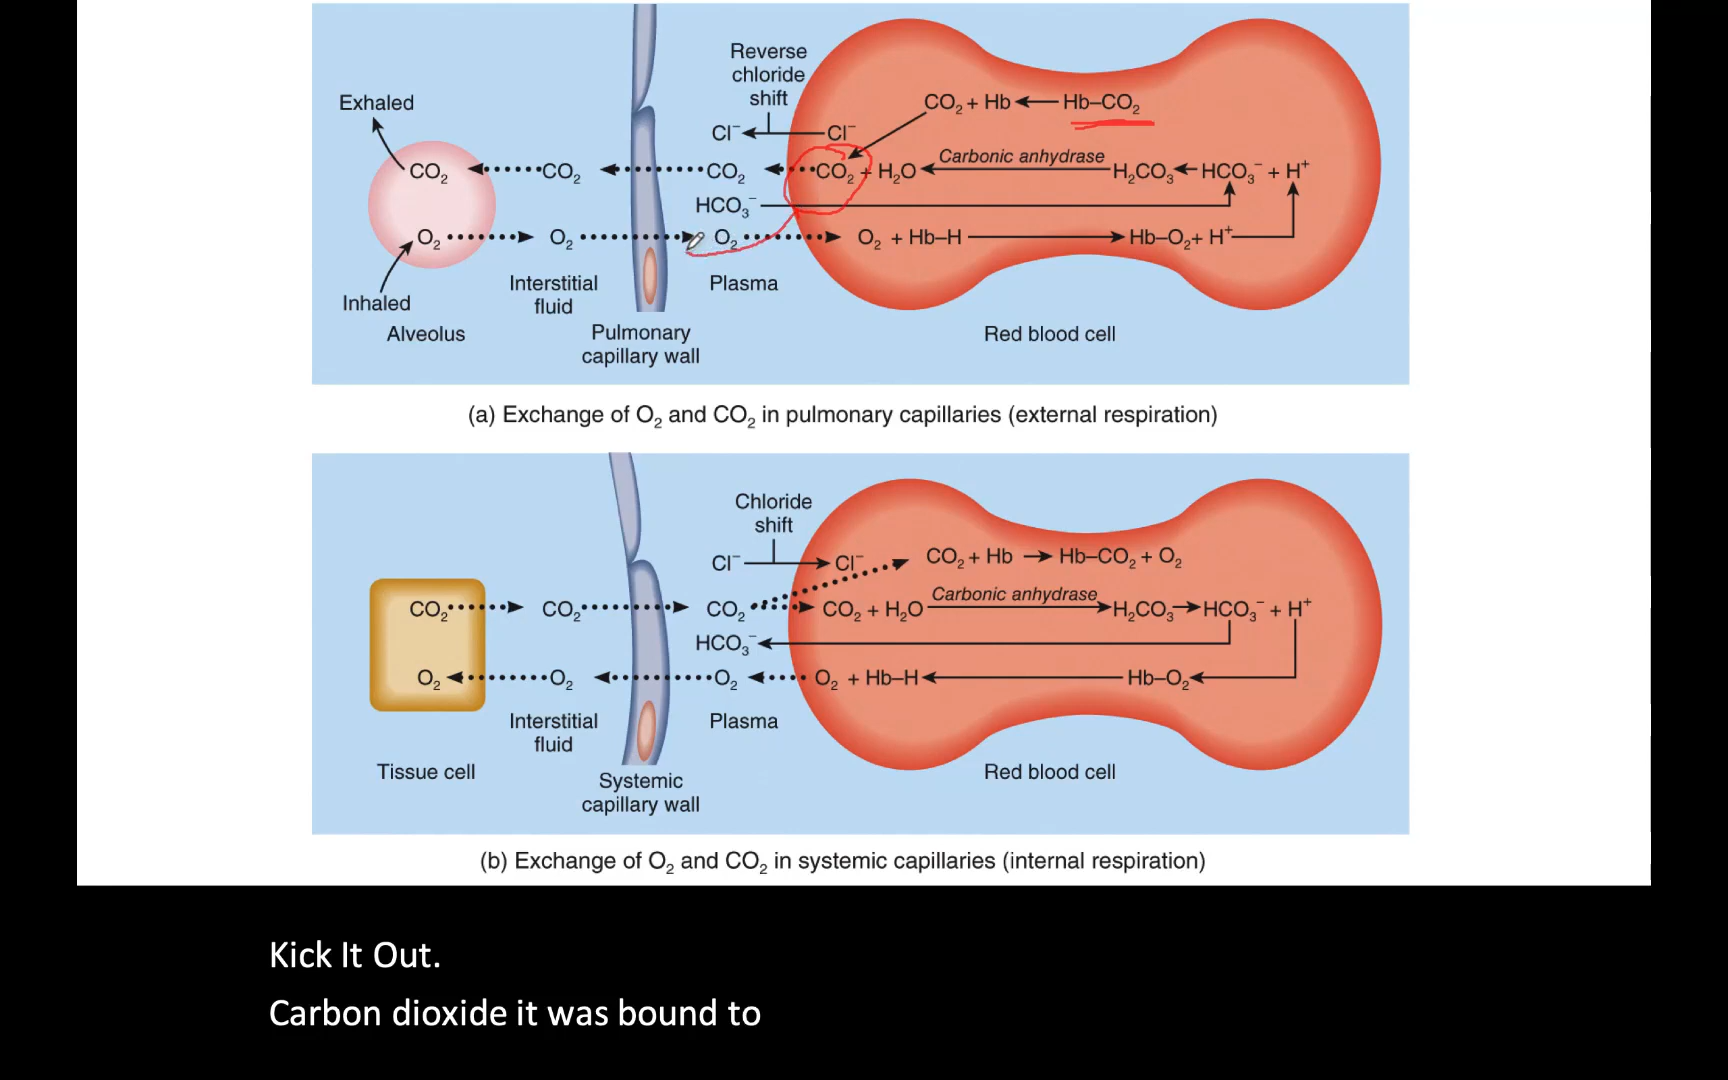 Reverse
chloride
shift
Exhaled
CO₂ + Hb ← Hb–CO₂
Cl⁻ ← Cl⁻
CO₂ CO₂ CO₂ CO₂ + H₂O ← Carbonic anhydrase H₂CO₃ ← HCO₃⁻ + H⁺
HCO₃⁻
O₂ O₂ O₂ O₂ + Hb–H → Hb–O₂ + H⁺
Inhaled
Interstitial
fluid
Plasma
Alveolus
Pulmonary
capillary wall
Red blood cell
(a) Exchange of O₂ and CO₂ in pulmonary capillaries (external respiration)
Chloride
shift
Cl⁻ → Cl⁻
CO₂ + Hb → Hb–CO₂ + O₂
CO₂ CO₂ CO₂ CO₂ + H₂O Carbonic anhydrase → H₂CO₃ → HCO₃⁻ + H⁺
HCO₃⁻
O₂ O₂ O₂ O₂ + Hb–H ← Hb–O₂
Interstitial
fluid
Plasma
Tissue cell
Systemic
capillary wall
Red blood cell
(b) Exchange of O₂ and CO₂ in systemic capillaries (internal respiration)
Kick It Out.
Carbon dioxide it was bound to